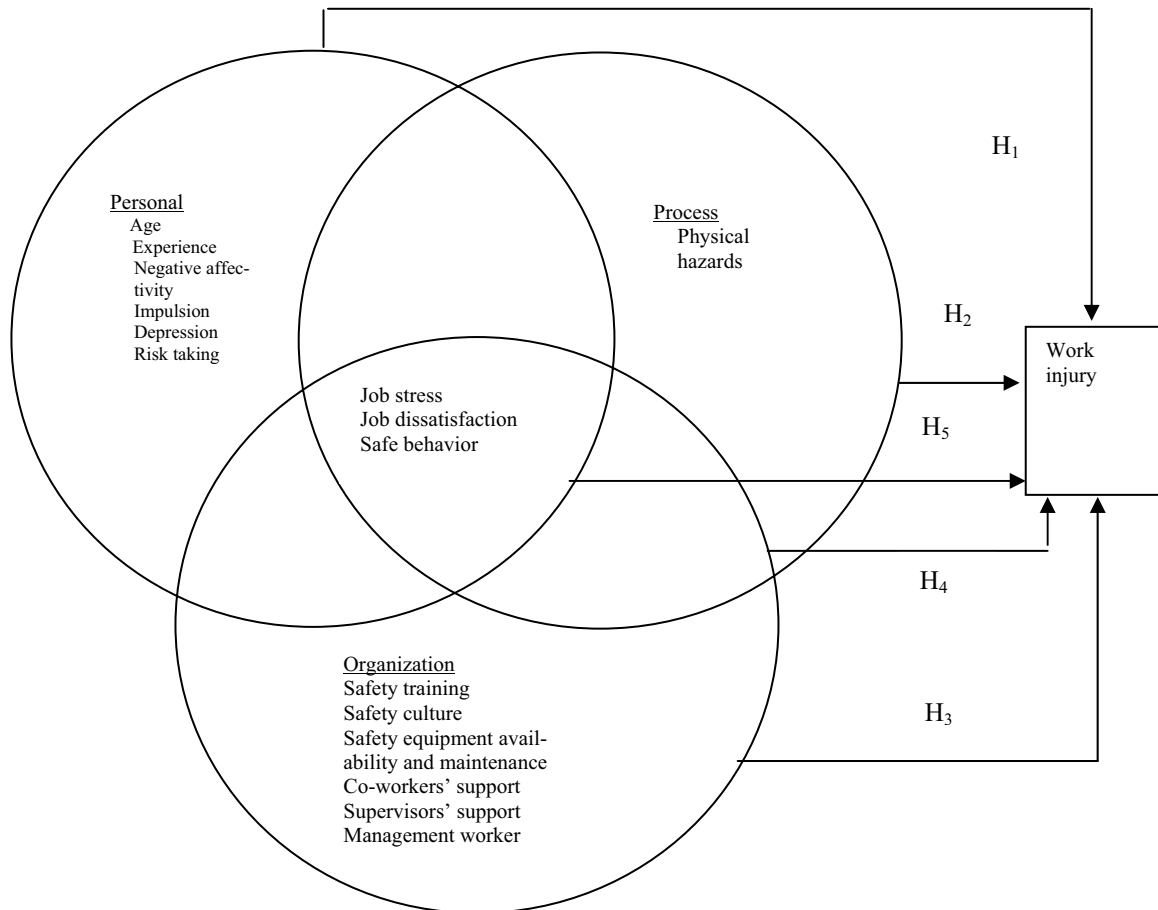 H₁
Personal
Age
Experience
Negative affec-
tivity
Impulsion
Depression
Risk taking
Process
Physical
hazards
H₂
Work
injury
Job stress
Job dissatisfaction
Safe behavior
H₅
H₄
Organization
Safety training
Safety culture
Safety equipment avail-
ability and maintenance
Co-workers’ support
Supervisors’ support
Management worker
H₃